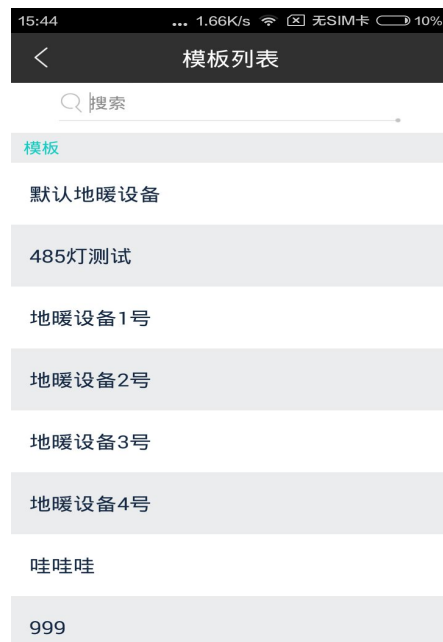 15:44 ... 1.66K/s 无SIM卡 10%
模板列表
搜索
模板
默认地暖设备
485灯测试
地暖设备1号
地暖设备2号
地暖设备3号
地暖设备4号
哇哇哇
999